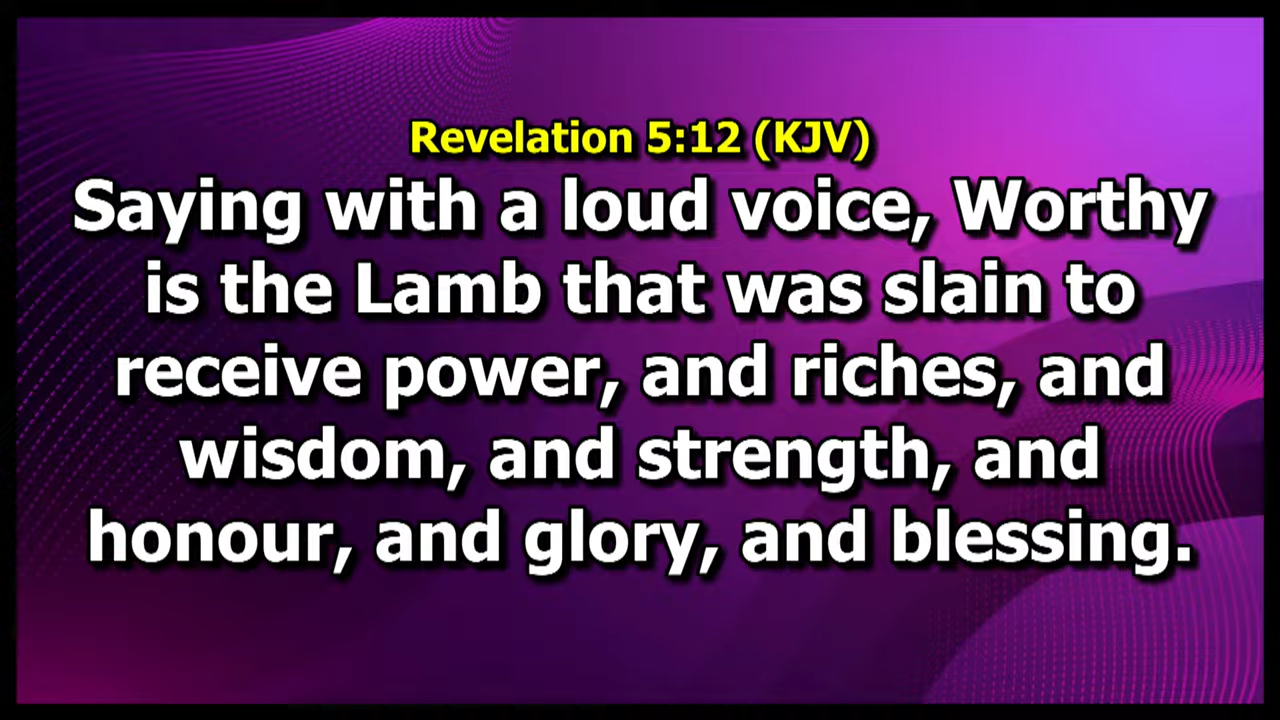 Revelation 5:12 (KJV)
Saying with a loud voice, Worthy
is the Lamb that was slain to
receive power, and riches, and
wisdom, and strength, and
honour, and glory, and blessing.